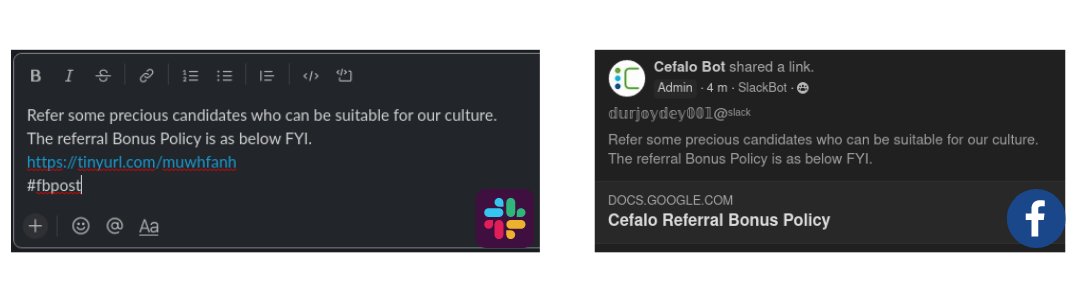 B I S
Refer some precious candidates who can be suitable for our culture.
The referral Bonus Policy is as below FYI.
https://tinyurl.com/muwhfanh
#fbpost
+ @ Aa
Cefalo Bot shared a link.
Admin · 4 m · SlackBot ·
𝕕𝕦𝕣𝕛𝕠𝕪𝕕𝕖𝕪𝟘𝟘𝟙@slack
Refer some precious candidates who can be suitable for our culture.
The referral Bonus Policy is as below FYI.
DOCS.GOOGLE.COM
Cefalo Referral Bonus Policy